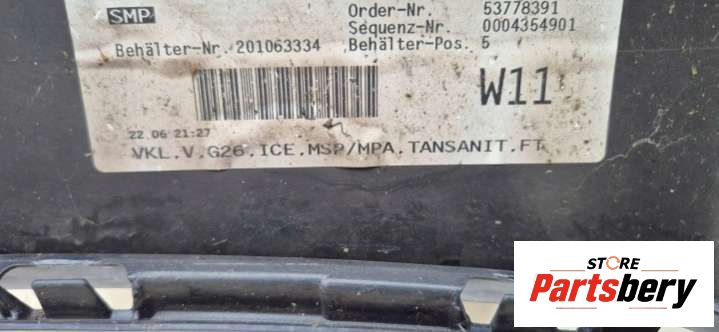 SMP
Order-Nr. 53778391
Sequenz-Nr. 0004354901
Behälter-Nr. 201063334 Behälter-Pos. 5
W11
22.06 21:27
VKL.V.G26.ICE.MSP/MPA.TANSANIT.FT
STORE
Partsbery